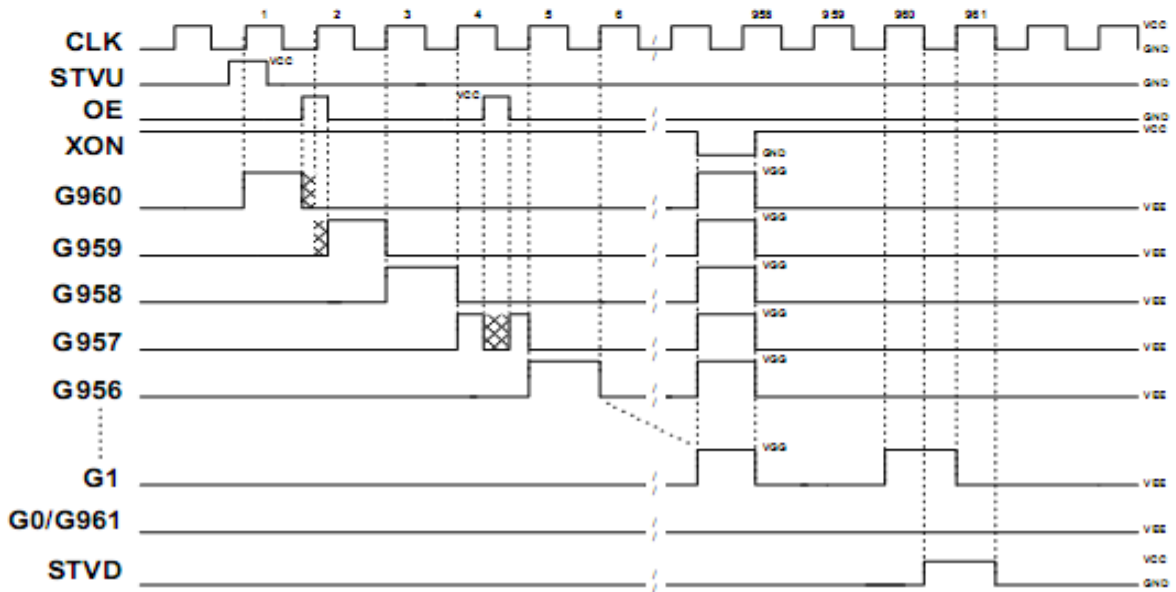 1 2 3 4 5 6 958 959 960 961
CLK VCC
GND
STVU VCC GND
OE VCC GND
XON VCC
GND
G960 VGG VEE
G959 VGG VEE
G958 VGG VEE
G957 VGG VEE
G956 VGG VEE
G1 VGG VEE
G0/G961 VEE
STVD VCC
GND